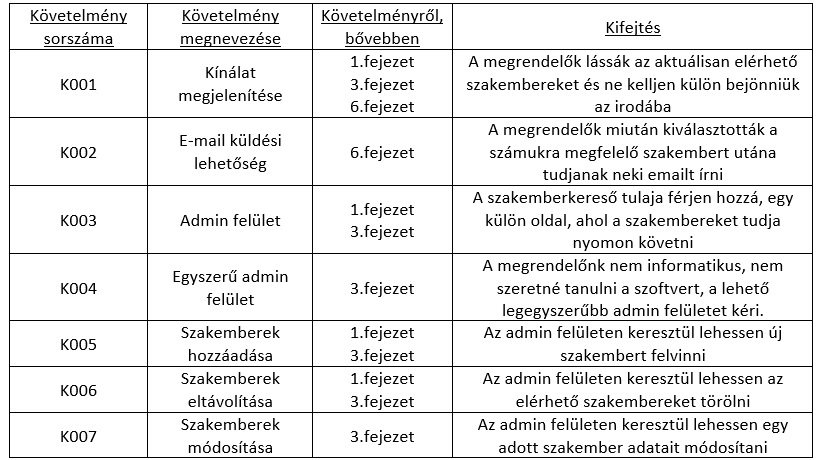 Követelmény sorszáma
Követelmény megnevezése
Követelményről, bővebben
Kifejtés
K001
Kínálat
megjelenítése
1.fejezet
3.fejezet
6.fejezet
A megrendelők lássák az aktuálisan elérhető
szakembereket és ne kelljen külön bejönniük
az irodába
K002
E-mail küldési
lehetőség
6.fejezet
A megrendelők miután kiválasztották a
számukra megfelelő szakembert utána
tudjanak neki emailt írni
K003
Admin felület
1.fejezet
3.fejezet
A szakemberkereső tulaja férjen hozzá, egy
külön oldal, ahol a szakembereket tudja
nyomon követni
K004
Egyszerű admin
felület
3.fejezet
A megrendelőnk nem informatikus, nem
szeretné tanulni a szoftvert, a lehető
legegyszerűbb admin felületet kéri.
K005
Szakemberek
hozzáadása
1.fejezet
3.fejezet
Az admin felületen keresztül lehessen új
szakembert felvinni
K006
Szakemberek
eltávolítása
1.fejezet
3.fejezet
Az admin felületen keresztül lehessen az
elérhető szakembereket törölni
K007
Szakemberek
módosítása
3.fejezet
Az admin felületen keresztül lehessen egy
adott szakember adatait módosítani